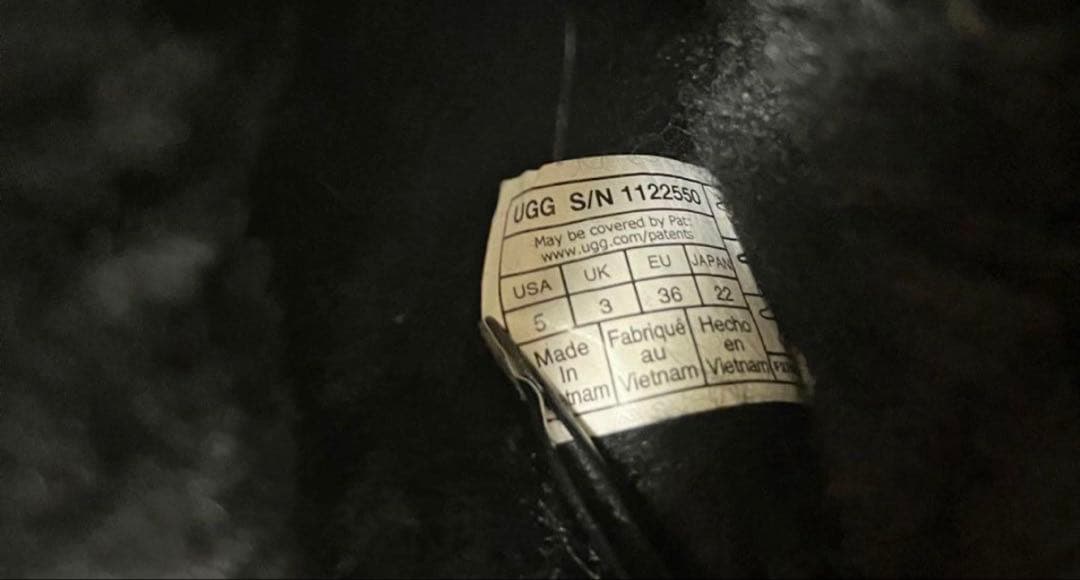 UGG S/N 1122550
May be covered by Pat:
www.ugg.com/patents
USA UK EU JAPAN
5 3 36 22
Made Fabriqué Hecho
In au en
Vietnam Vietnam